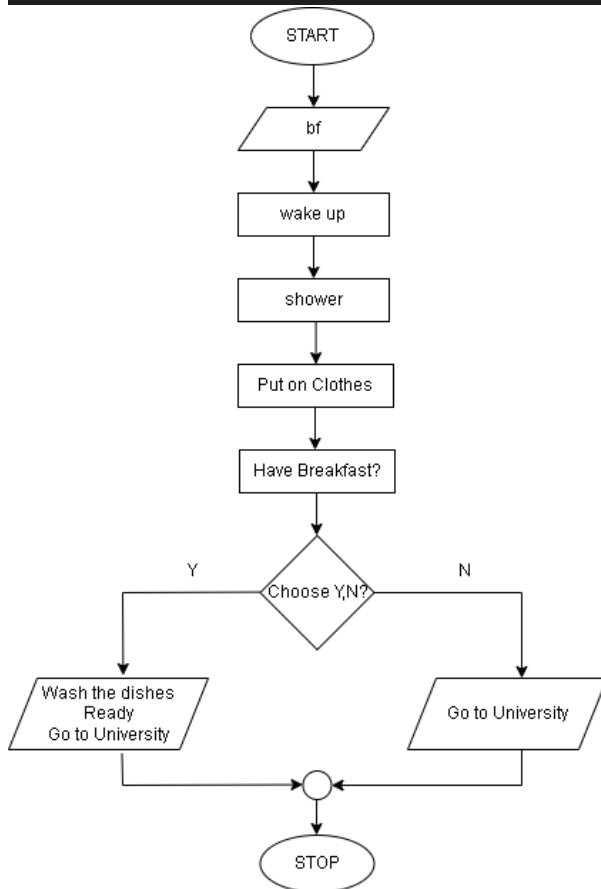 START
bf
wake up
shower
Put on Clothes
Have Breakfast?
Y
N
Choose Y,N?
Wash the dishes
Ready
Go to University
Go to University
STOP